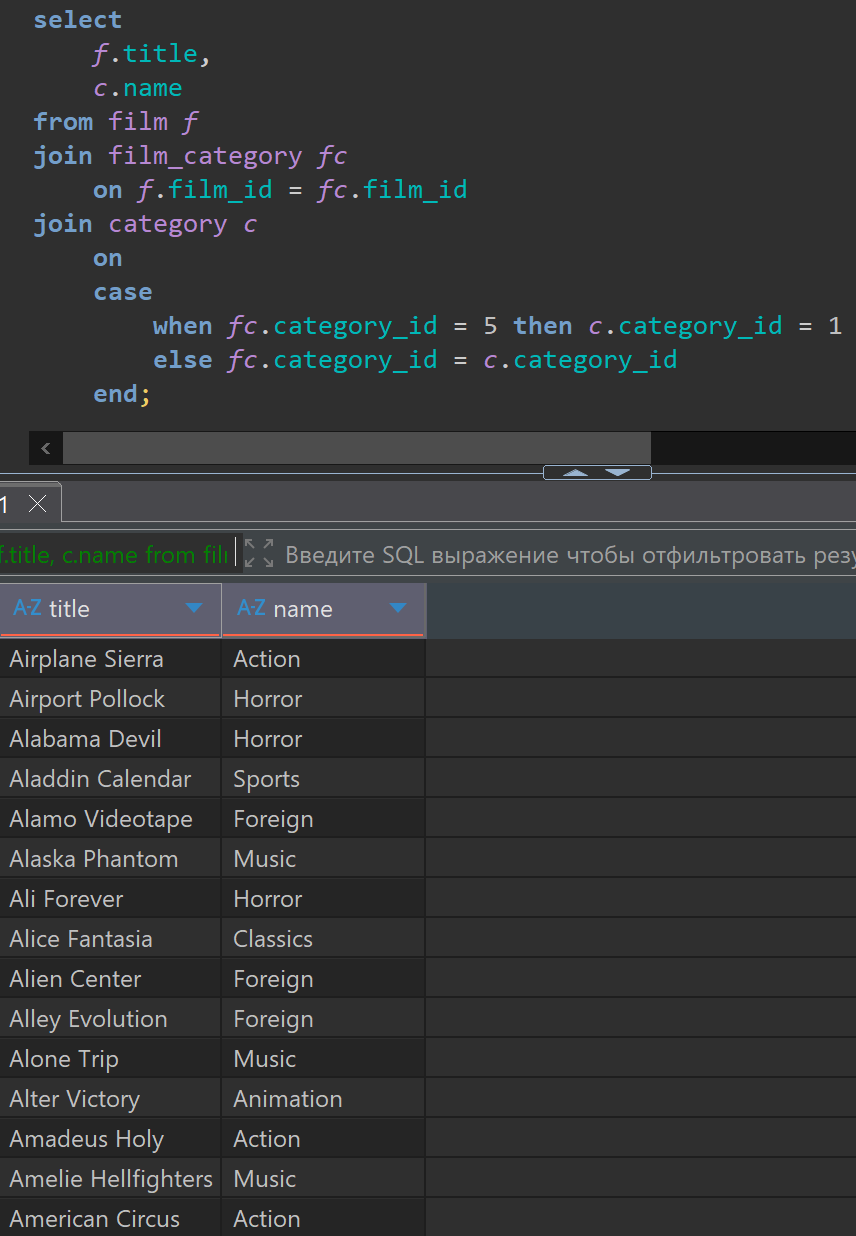 select
f.title,
c.name
from film f
join film_category fc
on f.film_id = fc.film_id
join category c
on
case
when fc.category_id = 5 then c.category_id = 1
else fc.category_id = c.category_id
end;
1
f.title, c.name from fil Введите SQL выражение чтобы отфильтровать резу
A-Z title A-Z name
Airplane Sierra Action
Airport Pollock Horror
Alabama Devil Horror
Aladdin Calendar Sports
Alamo Videotape Foreign
Alaska Phantom Music
Ali Forever Horror
Alice Fantasia Classics
Alien Center Foreign
Alley Evolution Foreign
Alone Trip Music
Alter Victory Animation
Amadeus Holy Action
Amelie Hellfighters Music
American Circus Action